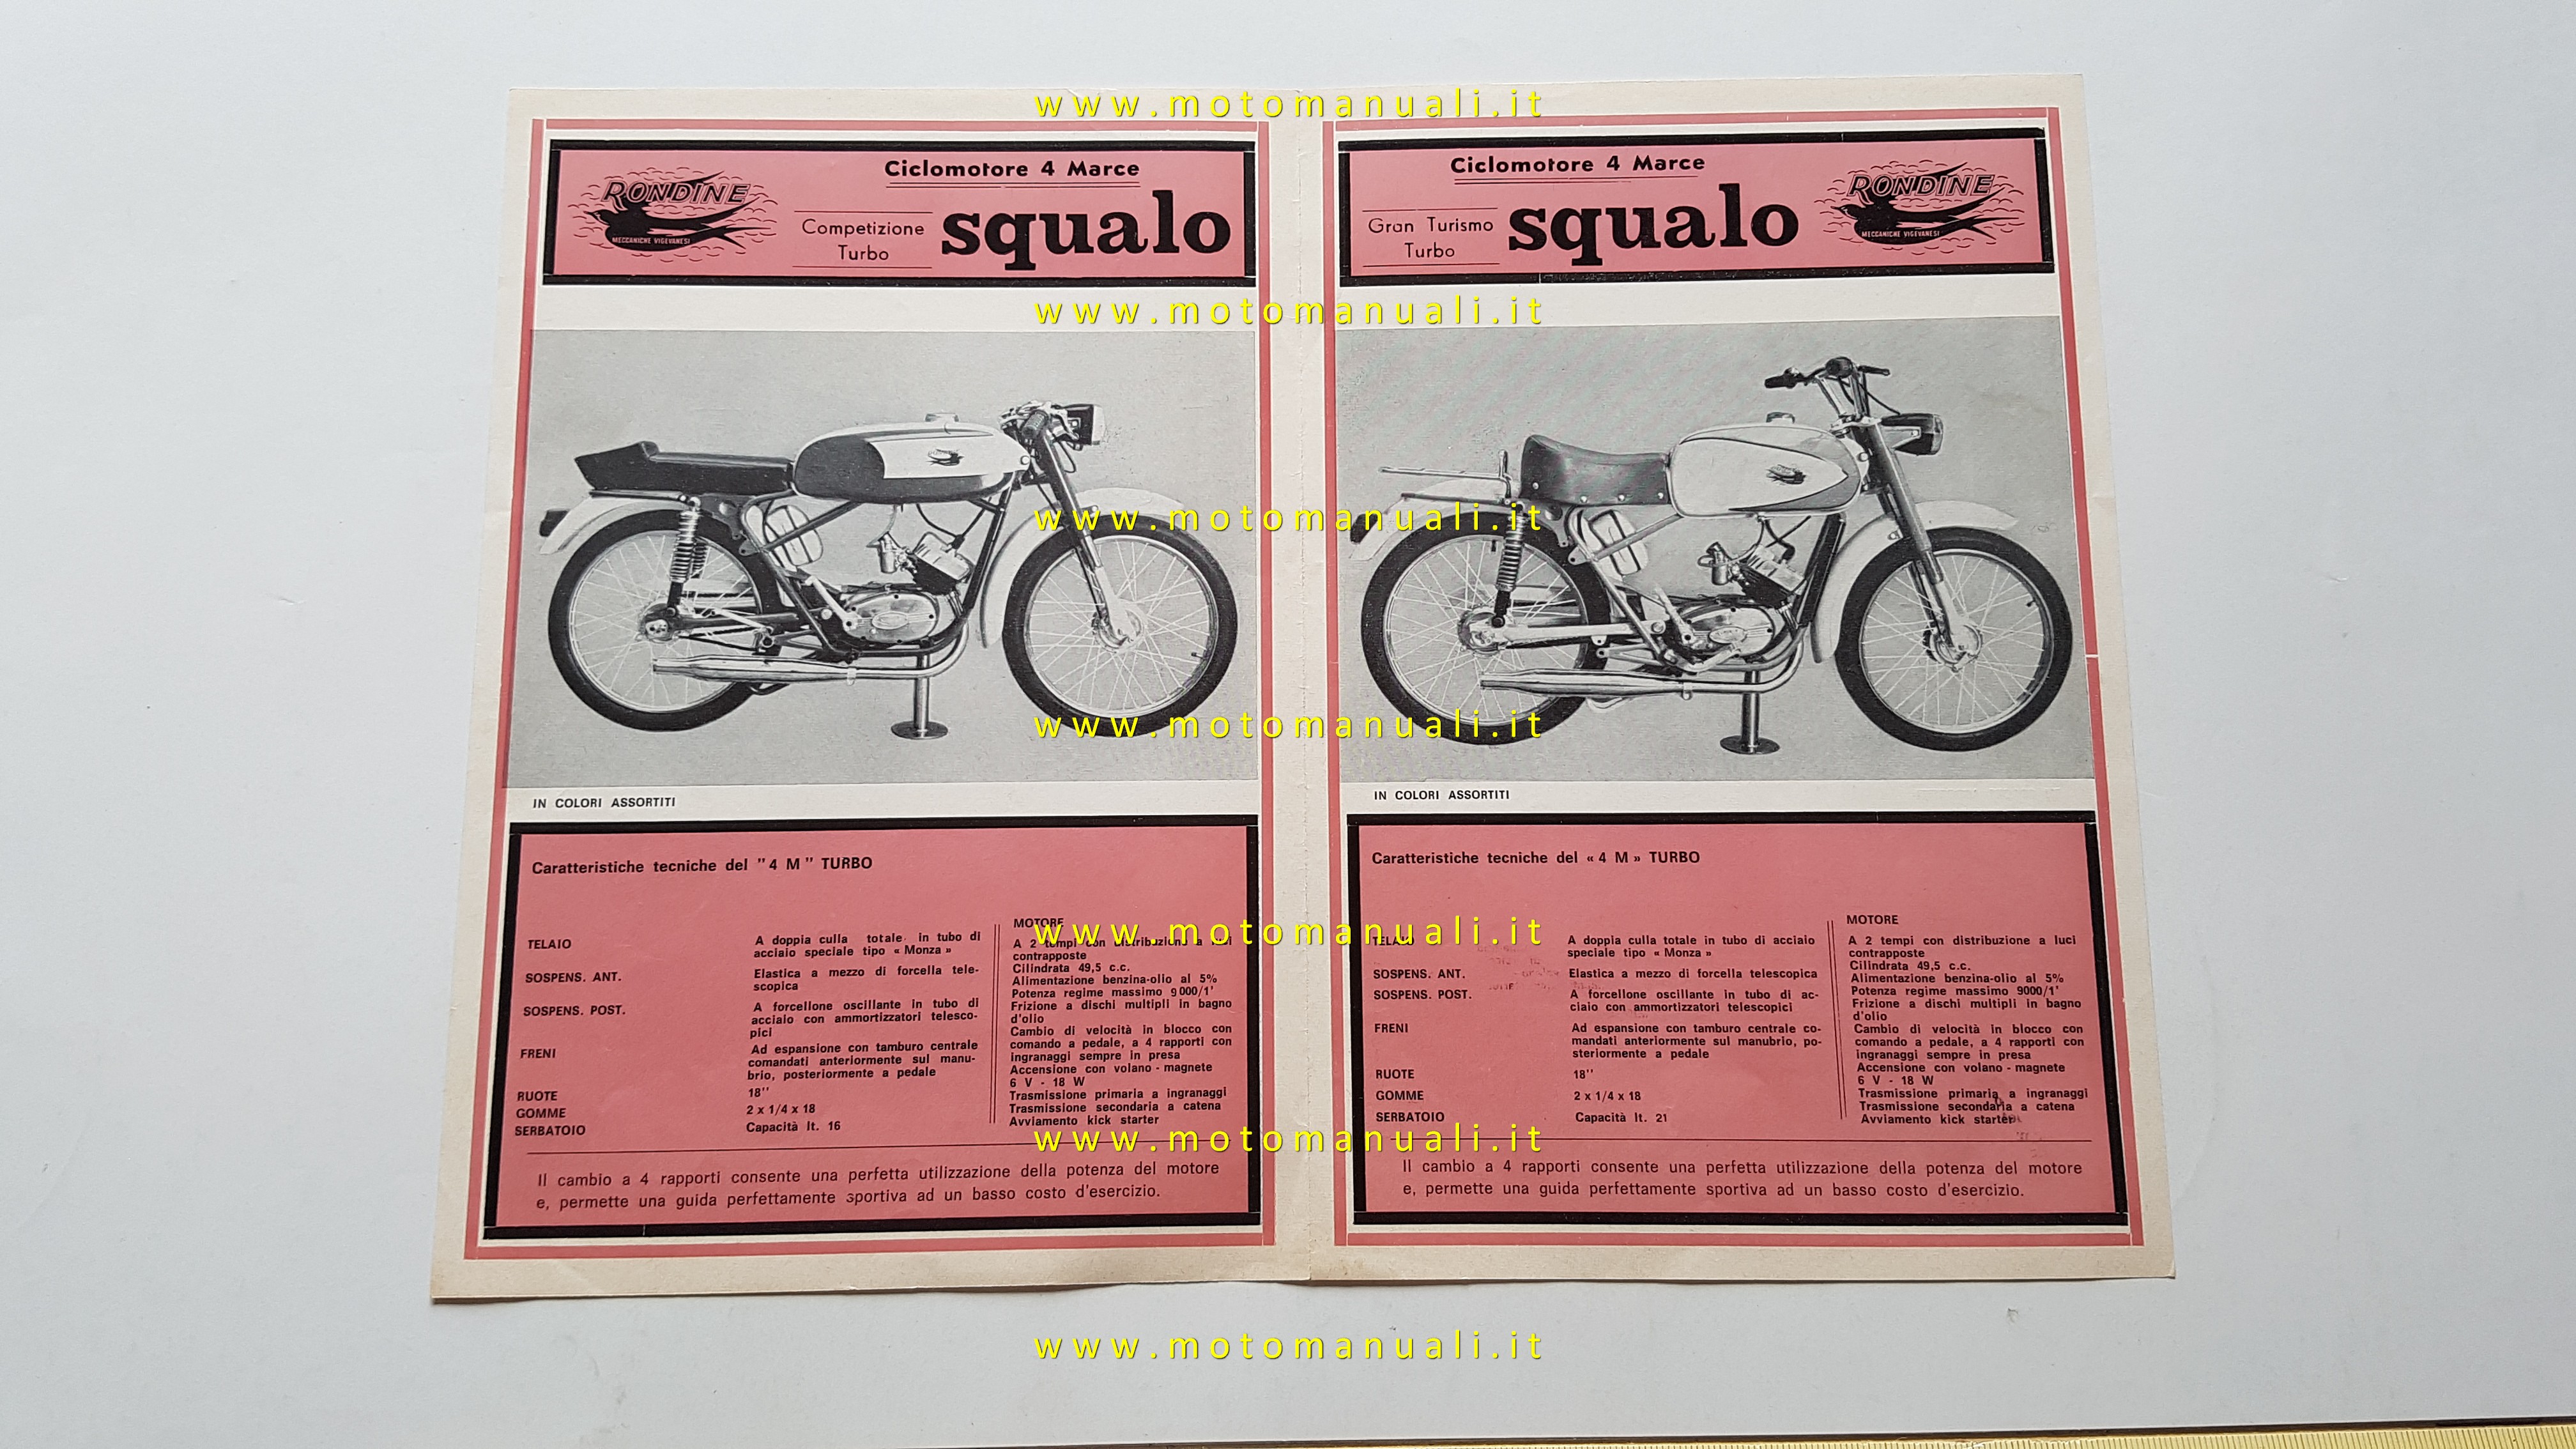 www.motomanuali.it
Ciclomotore 4 Marce
RONDINE
MECCANICHE VIGEVANESI
Competizione
Turbo
squalo
Ciclomotore 4 Marce
Gran Turismo
Turbo
squalo
RONDINE
MECCANICHE VIGEVANESI
www.motomanuali.it
www.motomanuali.it
www.motomanuali.it
IN COLORI ASSORTITI
Caratteristiche tecniche del "4 M" TURBO
TELAIO
A doppia culla totale in tubo di
acciaio speciale tipo « Monza »
SOSPENS. ANT.
Elastica a mezzo di forcella tele-
scopica
SOSPENS. POST.
A forcellone oscillante in tubo di
acciaio con ammortizzatori telesco-
pici
FRENI
Ad espansione con tamburo centrale
comandati anteriormente sul manu-
brio, posteriormente a pedale
RUOTE
18''
GOMME
2 x 1/4 x 18
SERBATOIO
Capacità lt. 16
MOTORE
A 2 tempi con distribuzione a luci
contrapposte
Cilindrata 49,5 c.c.
Alimentazione benzina-olio al 5%
Potenza regime massimo 9000/1'
Frizione a dischi multipli in bagno
d'olio
Cambio di velocità in blocco con
comando a pedale, a 4 rapporti con
ingranaggi sempre in presa
Accensione con volano - magnete
6 V - 18 W
Trasmissione primaria a ingranaggi
Trasmissione secondaria a catena
Avviamento kick starter
Il cambio a 4 rapporti consente una perfetta utilizzazione della potenza del motore
e, permette una guida perfettamente sportiva ad un basso costo d'esercizio.
IN COLORI ASSORTITI
Caratteristiche tecniche del «4 M» TURBO
TELAIO
A doppia culla totale in tubo di acciaio
speciale tipo « Monza »
SOSPENS. ANT.
Elastica a mezzo di forcella telescopica
SOSPENS. POST.
A forcellone oscillante in tubo di ac-
ciaio con ammortizzatori telescopici
FRENI
Ad espansione con tamburo centrale co-
mandati anteriormente sul manubrio, po-
steriormente a pedale
RUOTE
18''
GOMME
2 x 1/4 x 18
SERBATOIO
Capacità lt. 21
MOTORE
A 2 tempi con distribuzione a luci
contrapposte
Cilindrata 49,5 c.c.
Alimentazione benzina-olio al 5%
Potenza regime massimo 9000/1'
Frizione a dischi multipli in bagno
d'olio
Cambio di velocità in blocco con
comando a pedale, a 4 rapporti con
ingranaggi sempre in presa
Accensione con volano - magnete
6 V - 18 W
Trasmissione primaria a ingranaggi
Trasmissione secondaria a catena
Avviamento kick starter
Il cambio a 4 rapporti consente una perfetta utilizzazione della potenza del motore
e, permette una guida perfettamente sportiva ad un basso costo d'esercizio.
www.motomanuali.it
www.motomanuali.it
www.motomanuali.it